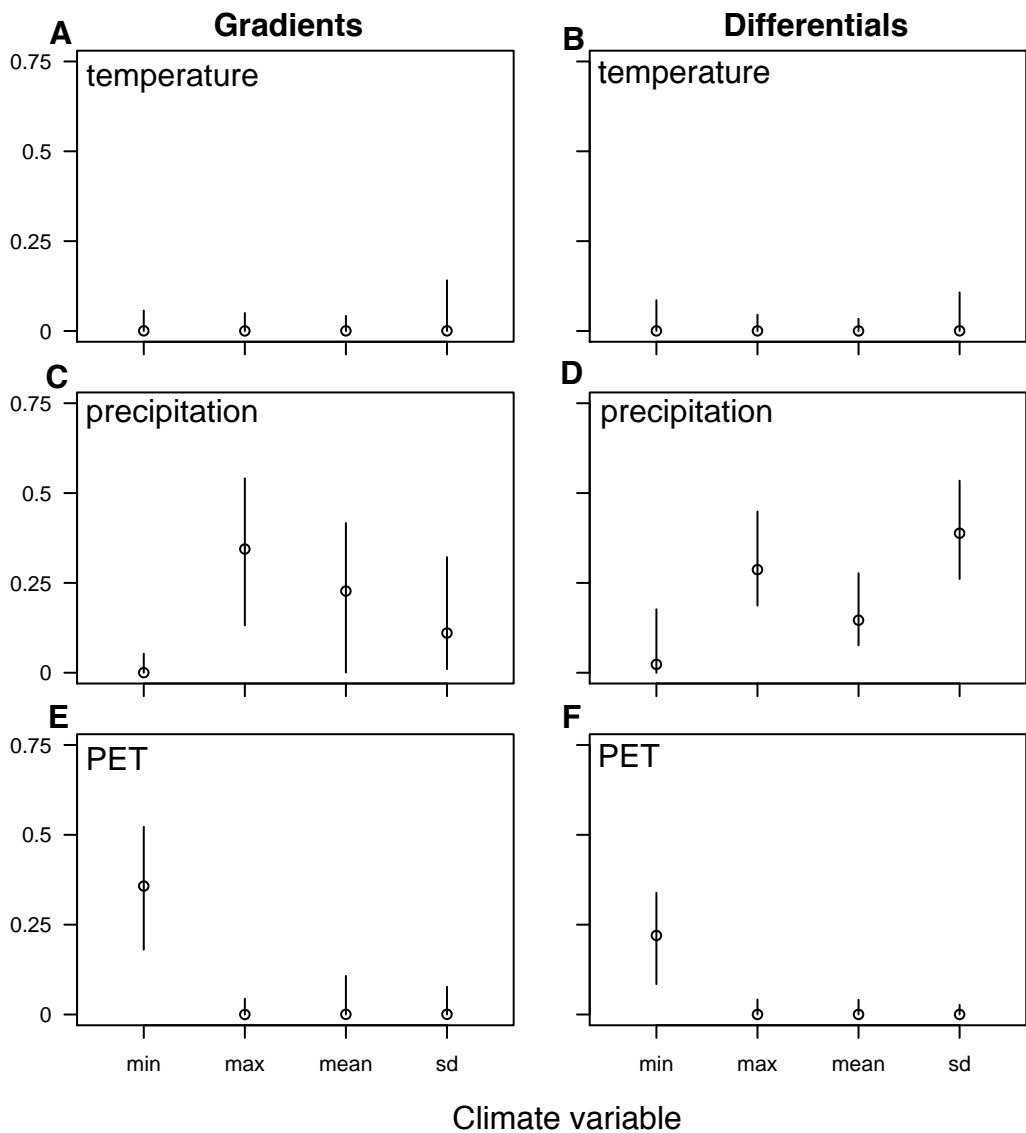 A Gradients
B Differentials
temperature
temperature
0.75
0.5
0.25
0
C
D
precipitation
precipitation
0.75
0.5
0.25
0
E
F
PET
PET
0.75
0.5
0.25
0
min max mean sd
min max mean sd
Climate variable